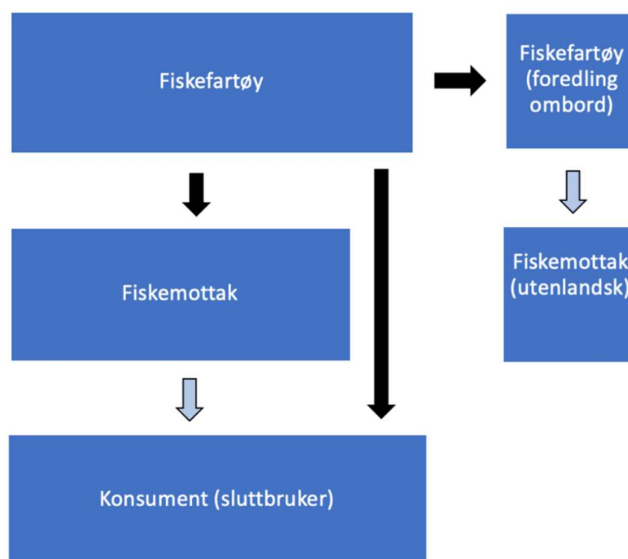 Fiskefartøy
Fiskefartøy
(foredling
ombord)
Fiskemottak
Fiskemottak
(utenlandsk)
Konsument (sluttbruker)